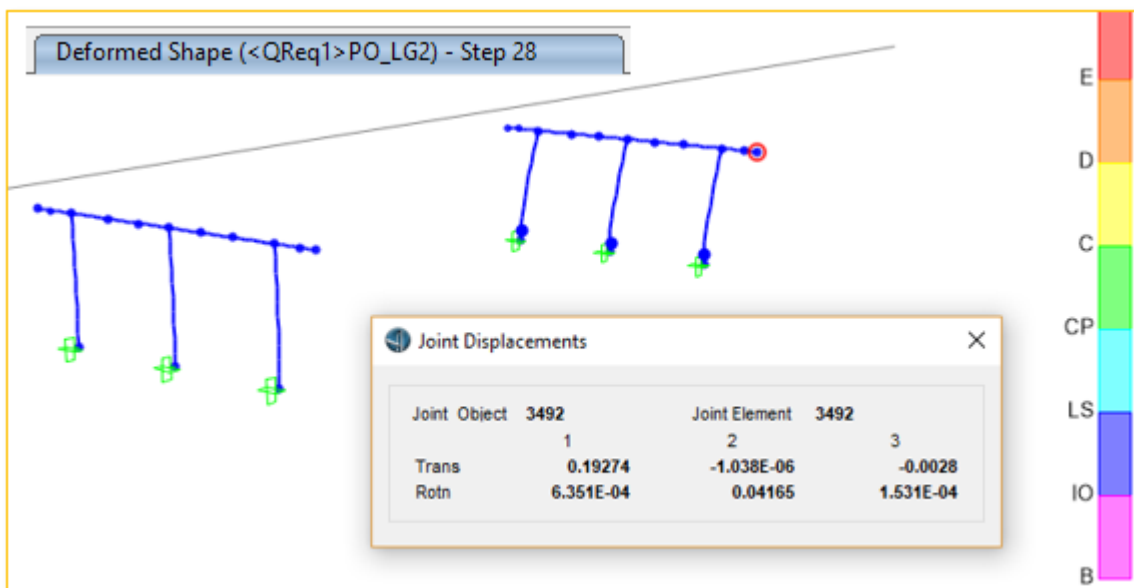 Deformed Shape (<QReq1>PO_LG2) - Step 28
E
D
C
CP
LS
IO
B
Joint Displacements
Joint Object 3492 Joint Element 3492
1 2 3
Trans 0.19274 -1.038E-06 -0.0028
Rotn 6.351E-04 0.04165 1.531E-04